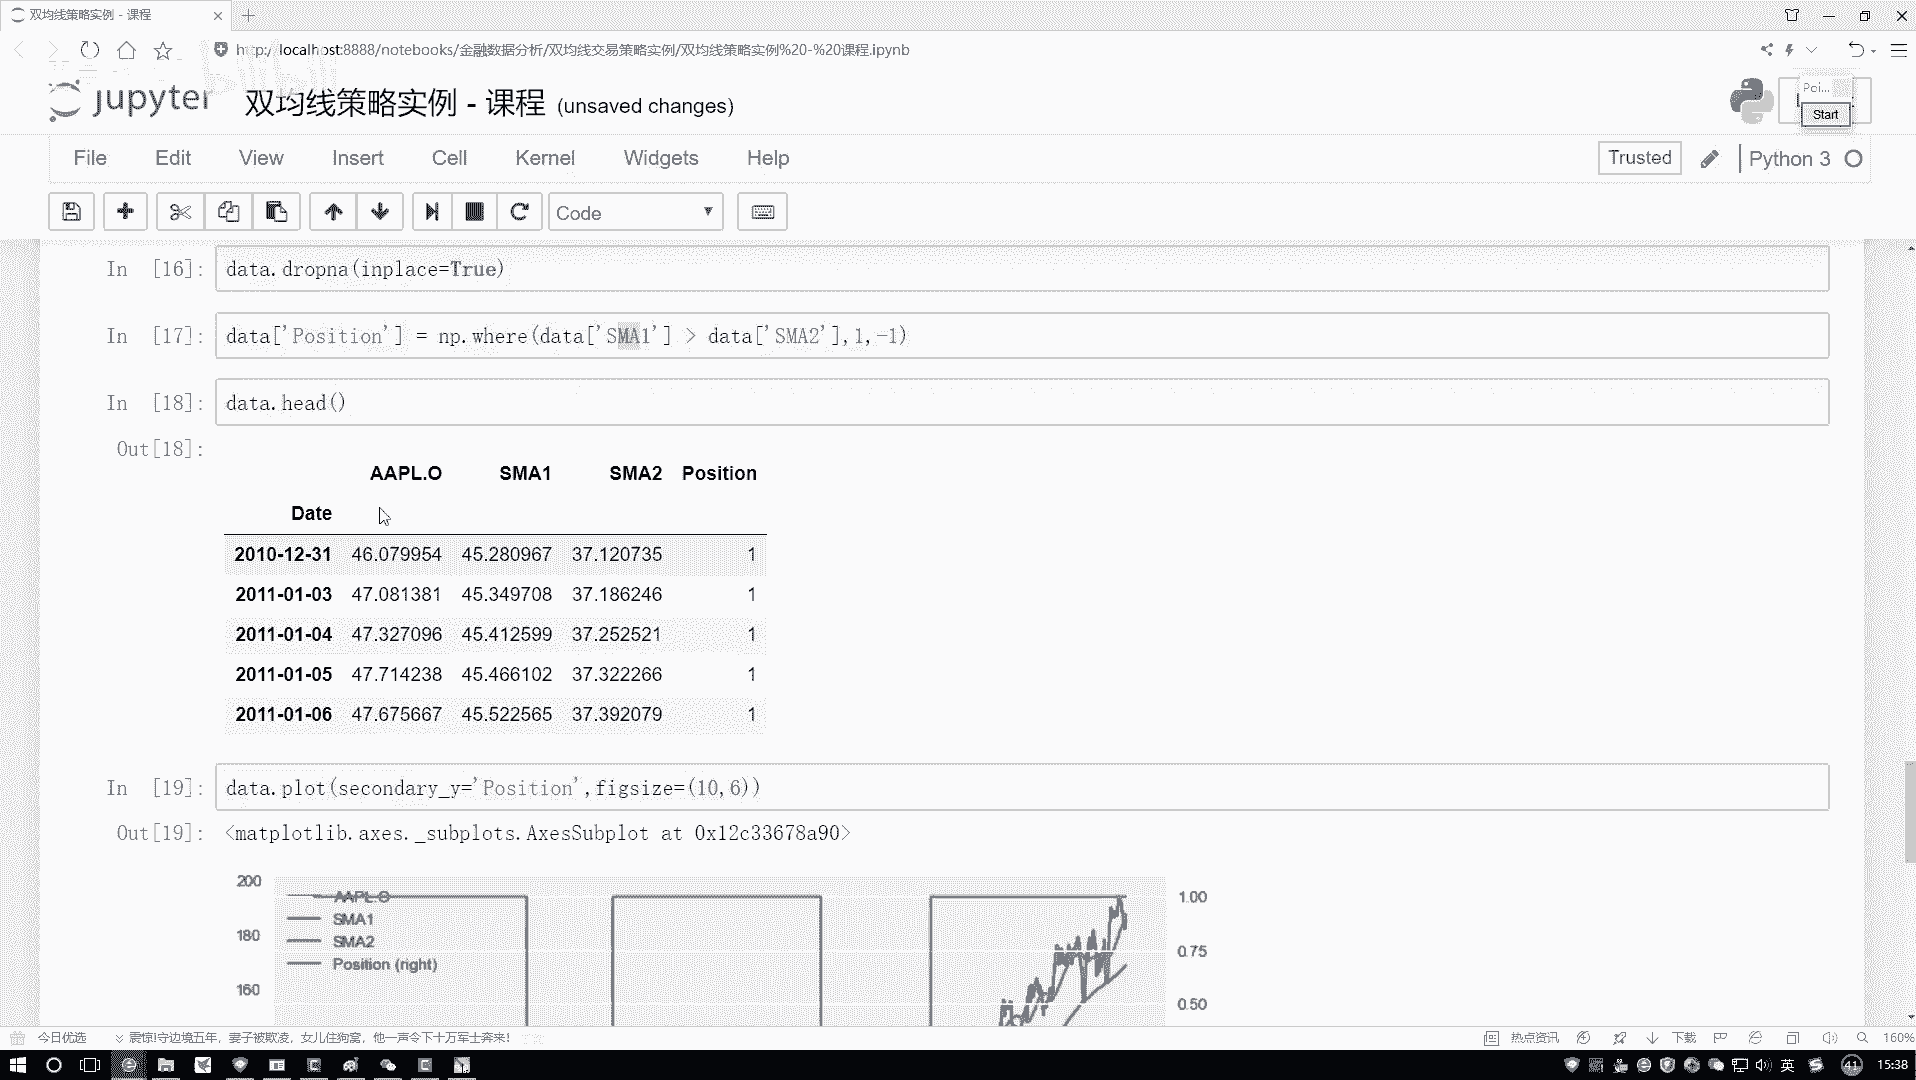 双均线策略实例 - 课程
http://localhost:8888/notebooks/金融数据分析/双均线交易策略实例/双均线策略实例%20-%20课程.ipynb
jupyter 双均线策略实例 - 课程 (unsaved changes)
Poi...
Start
File Edit View Insert Cell Kernel Widgets Help
Trusted Python 3
Code
In [16]: data.dropna(inplace=True)
In [17]: data['Position'] = np.where(data['SMA1'] > data['SMA2'],1,-1)
In [18]: data.head()
Out[18]:
AAPL.O SMA1 SMA2 Position
Date
2010-12-31 46.079954 45.280967 37.120735 1
2011-01-03 47.081381 45.349708 37.186246 1
2011-01-04 47.327096 45.412599 37.252521 1
2011-01-05 47.714238 45.466102 37.322266 1
2011-01-06 47.675667 45.522565 37.392079 1
In [19]: data.plot(secondary_y='Position',figsize=(10,6))
Out[19]: <matplotlib.axes._subplots.AxesSubplot at 0x12c33678a90>
200
AAPL.O
1.00
SMA1
180
SMA2
0.75
Position (right)
160
0.50
今日优选 震惊!守边境五年，妻子被欺凌，女儿住狗窝，他一声令下十万军士奔来!
热点资讯 下载 160%
英 41 15:38